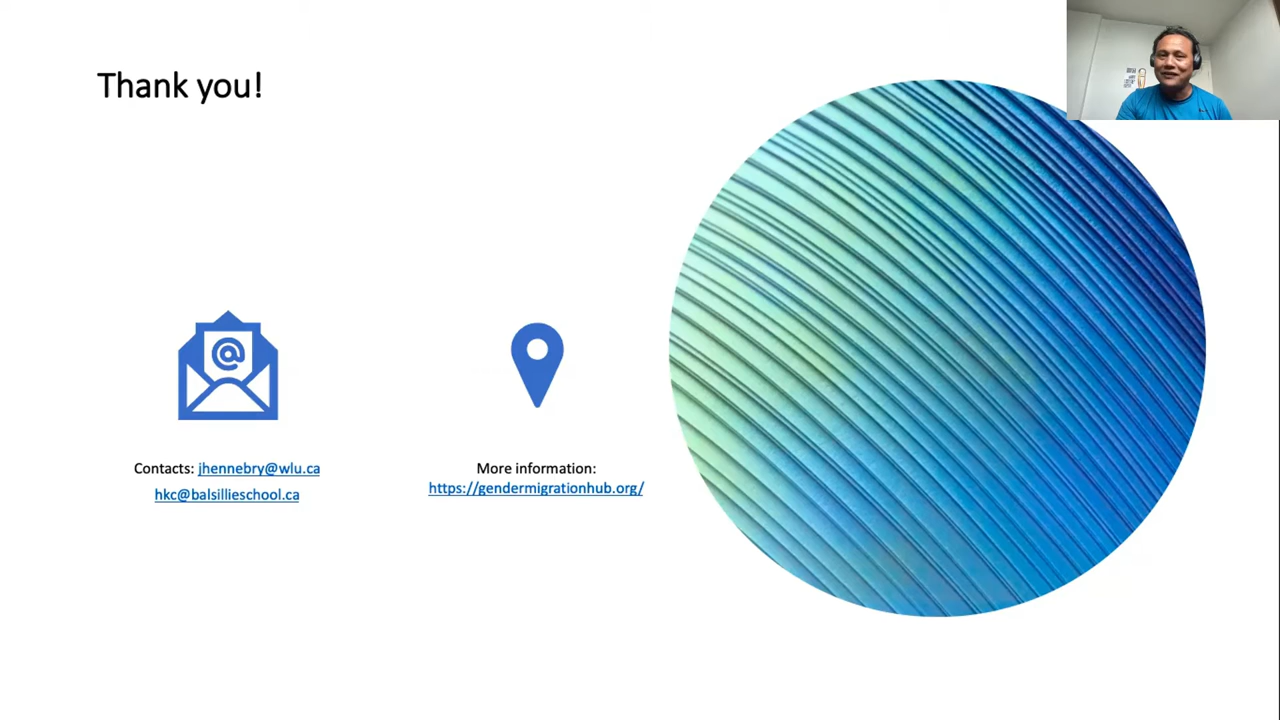 Thank you!
@
Contacts: jhennebry@wlu.ca
hkc@balsillieschool.ca
More information:
https://gendermigrationhub.org/